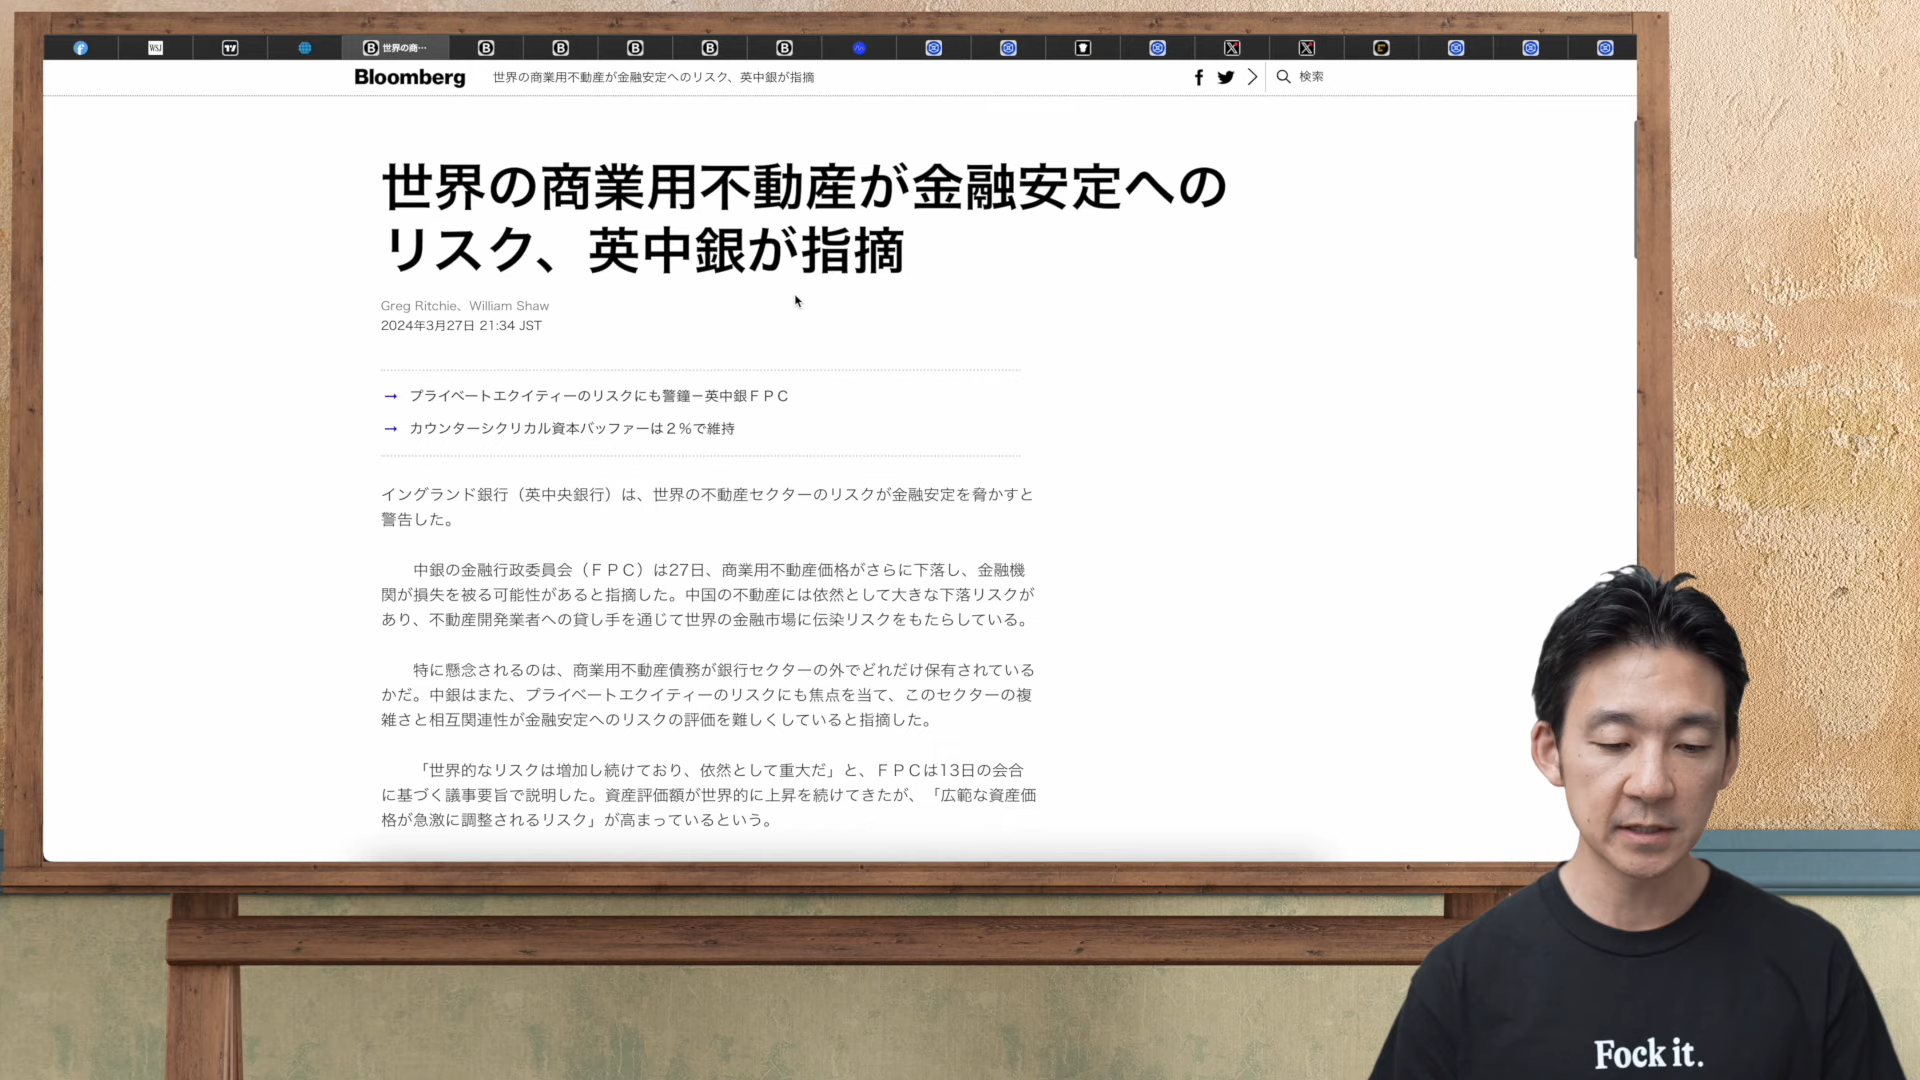 WSJ
17
B 世界の商…
B
B
B
B
B
Bloomberg 世界の商業用不動産が金融安定へのリスク、英中銀が指摘 検索
世界の商業用不動産が金融安定への
リスク、英中銀が指摘
Greg Ritchie、William Shaw
2024年3月27日 21:34 JST
→ プライベートエクイティーのリスクにも警鐘－英中銀ＦＰＣ
→ カウンターシクリカル資本バッファーは２％で維持
イングランド銀行（英中央銀行）は、世界の不動産セクターのリスクが金融安定を脅かすと
警告した。
中銀の金融行政委員会（ＦＰＣ）は27日、商業用不動産価格がさらに下落し、金融機
関が損失を被る可能性があると指摘した。中国の不動産には依然として大きな下落リスクが
あり、不動産開発業者への貸し手を通じて世界の金融市場に伝染リスクをもたらしている。
特に懸念されるのは、商業用不動産債務が銀行セクターの外でどれだけ保有されている
かだ。中銀はまた、プライベートエクイティーのリスクにも焦点を当て、このセクターの複
雑さと相互関連性が金融安定へのリスクの評価を難しくしていると指摘した。
「世界的なリスクは増加し続けており、依然として重大だ」と、ＦＰＣは13日の会合
に基づく議事要旨で説明した。資産評価額が世界的に上昇を続けてきたが、「広範な資産価
格が急激に調整されるリスク」が高まっているという。
Fock it.